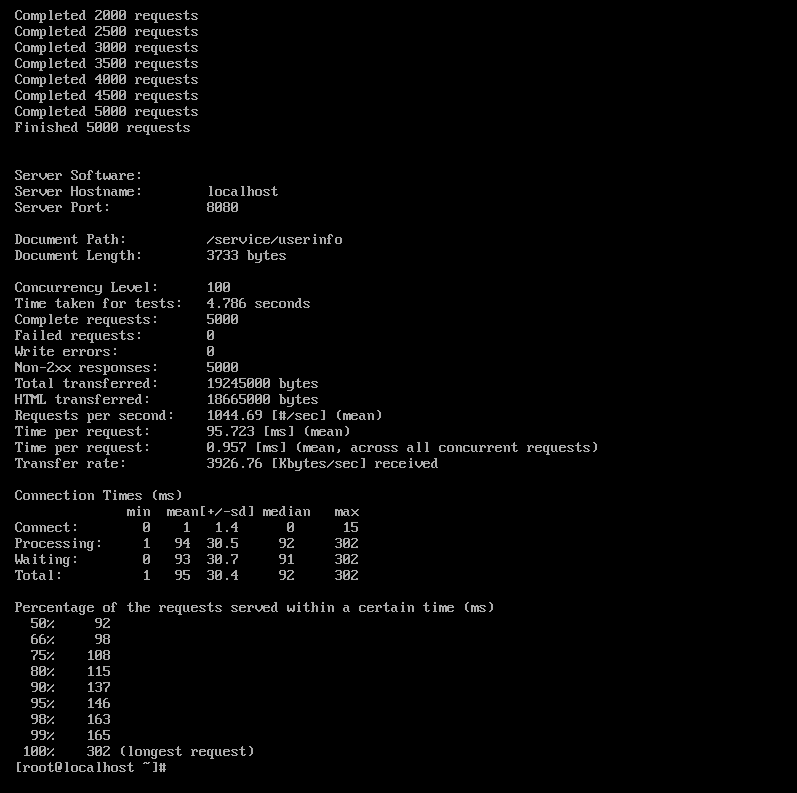 Completed 2000 requests
Completed 2500 requests
Completed 3000 requests
Completed 3500 requests
Completed 4000 requests
Completed 4500 requests
Completed 5000 requests
Finished 5000 requests
Server Software:
Server Hostname: localhost
Server Port: 8080
Document Path: /service/userinfo
Document Length: 3733 bytes
Concurrency Level: 100
Time taken for tests: 4.786 seconds
Complete requests: 5000
Failed requests: 0
Write errors: 0
Non-2xx responses: 5000
Total transferred: 19245000 bytes
HTML transferred: 18665000 bytes
Requests per second: 1044.69 [#/sec] (mean)
Time per request: 95.723 [ms] (mean)
Time per request: 0.957 [ms] (mean, across all concurrent requests)
Transfer rate: 3926.76 [Kbytes/sec] received
Connection Times (ms)
min mean[+/-sd] median max
Connect: 0 1 1.4 0 15
Processing: 1 94 30.5 92 302
Waiting: 0 93 30.7 91 302
Total: 1 95 30.4 92 302
Percentage of the requests served within a certain time (ms)
50% 92
66% 98
75% 108
80% 115
90% 137
95% 146
98% 163
99% 165
100% 302 (longest request)
[root@localhost ~]#